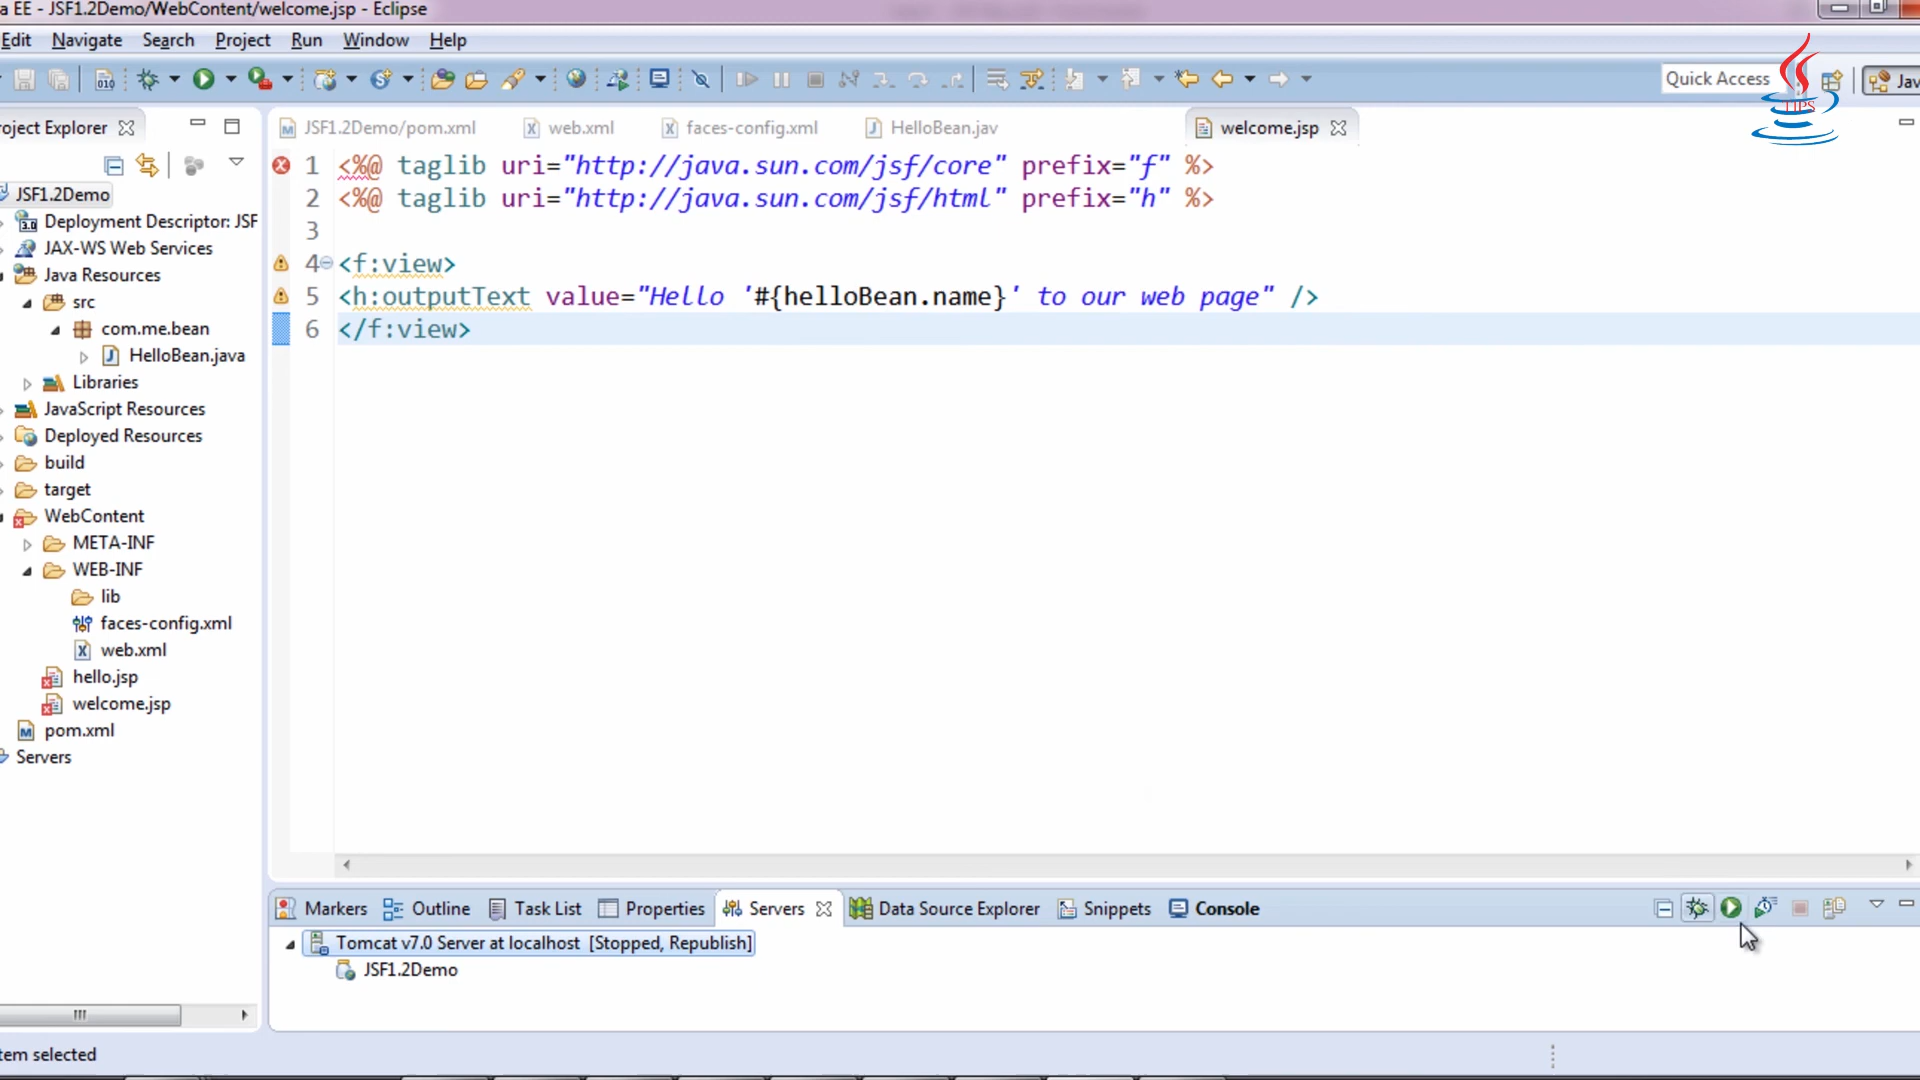 a EE - JSF1.2Demo/WebContent/welcome.jsp - Eclipse
Edit Navigate Search Project Run Window Help
Quick Access
Jav
TIPS
roject Explorer
JSF1.2Demo/pom.xml web.xml faces-config.xml HelloBean.jav welcome.jsp
JSF1.2Demo
Deployment Descriptor: JSF
JAX-WS Web Services
Java Resources
src
com.me.bean
HelloBean.java
Libraries
JavaScript Resources
Deployed Resources
build
target
WebContent
META-INF
WEB-INF
lib
faces-config.xml
web.xml
hello.jsp
welcome.jsp
pom.xml
Servers
1 <%@ taglib uri="http://java.sun.com/jsf/core" prefix="f" %>
2 <%@ taglib uri="http://java.sun.com/jsf/html" prefix="h" %>
3
4 <f:view>
5 <h:outputText value="Hello '#{helloBean.name}' to our web page" />
6 </f:view>
Markers Outline Task List Properties Servers Data Source Explorer Snippets Console
Tomcat v7.0 Server at localhost [Stopped, Republish]
JSF1.2Demo
tem selected